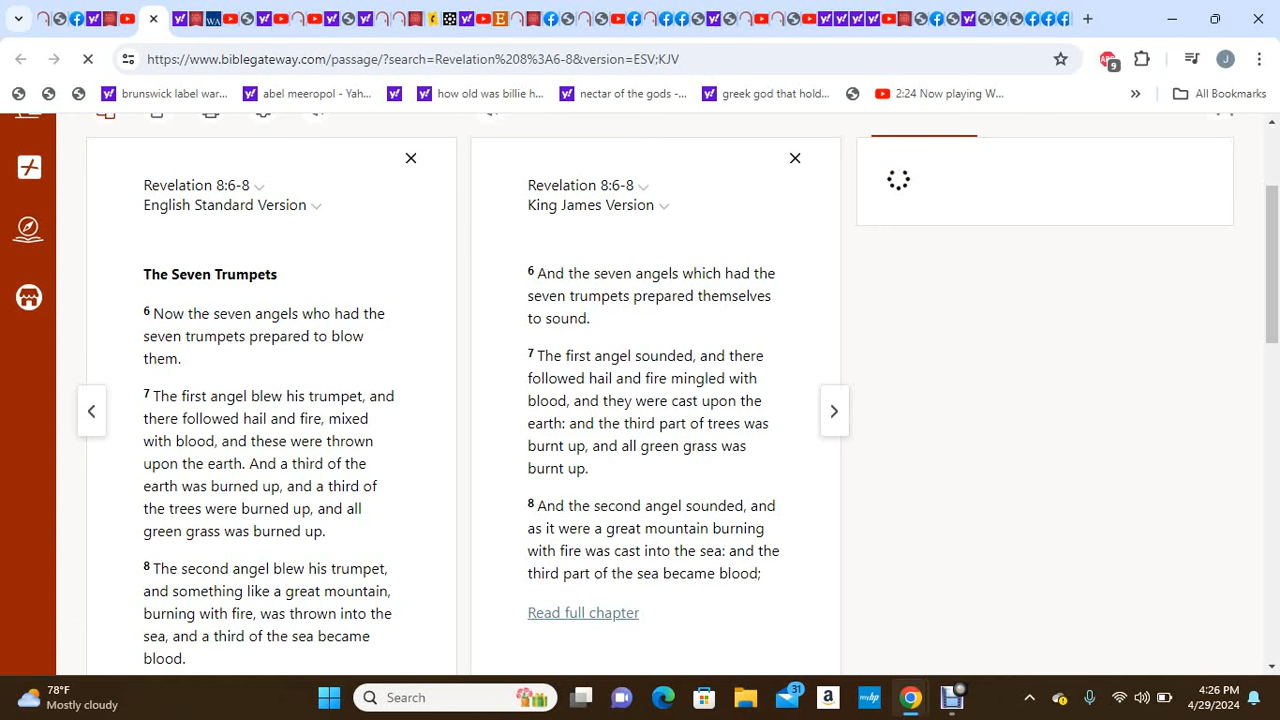 https://www.biblegateway.com/passage/?search=Revelation%208%3A6-8&version=ESV;KJV
9
J
brunswick label war...
abel meeropol - Yah...
how old was billie h...
nectar of the gods -...
greek god that hold...
2:24 Now playing W...
»
All Bookmarks
Revelation 8:6-8
English Standard Version
The Seven Trumpets
6 Now the seven angels who had the
seven trumpets prepared to blow
them.
7 The first angel blew his trumpet, and
there followed hail and fire, mixed
with blood, and these were thrown
upon the earth. And a third of the
earth was burned up, and a third of
the trees were burned up, and all
green grass was burned up.
8 The second angel blew his trumpet,
and something like a great mountain,
burning with fire, was thrown into the
sea, and a third of the sea became
blood.
Revelation 8:6-8
King James Version
6 And the seven angels which had the
seven trumpets prepared themselves
to sound.
7 The first angel sounded, and there
followed hail and fire mingled with
blood, and they were cast upon the
earth: and the third part of trees was
burnt up, and all green grass was
burnt up.
8 And the second angel sounded, and
as it were a great mountain burning
with fire was cast into the sea: and the
third part of the sea became blood;
Read full chapter
78°F
Mostly cloudy
Search
31
4:26 PM
4/29/2024